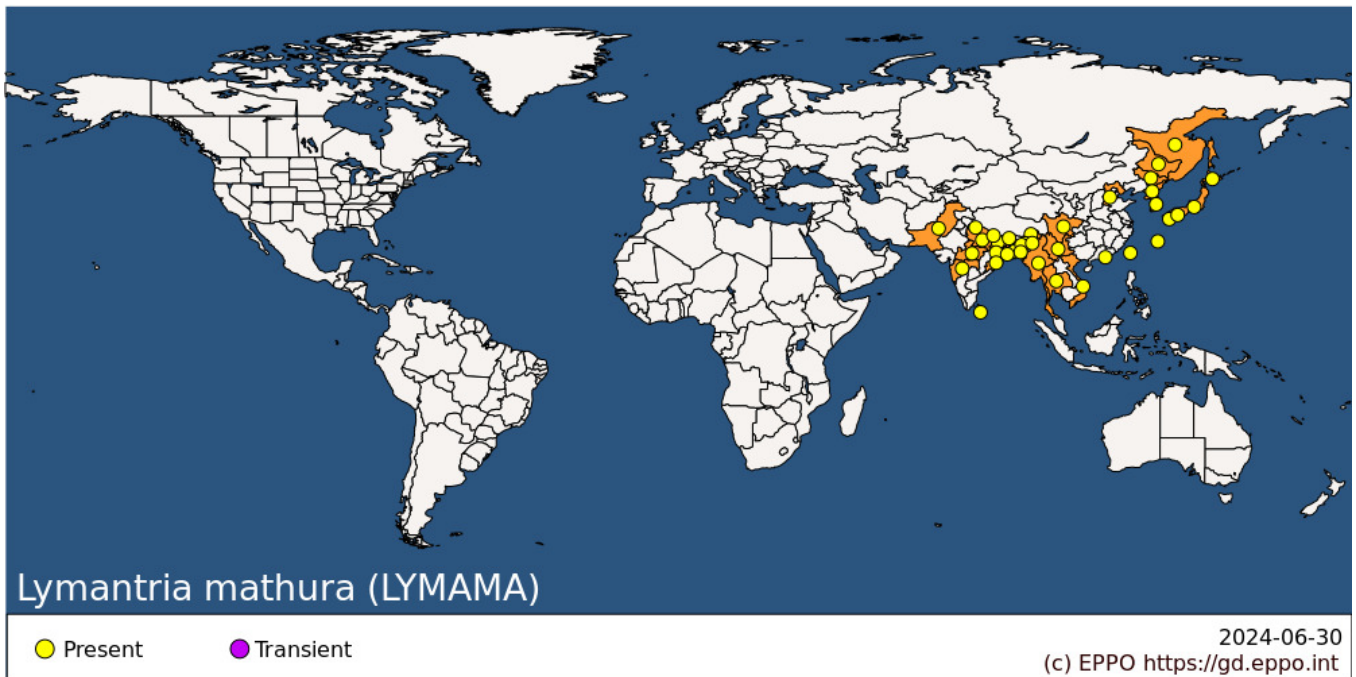 Lymantria mathura (LYMAMA)
Present
Transient
2024-06-30
(c) EPPO https://gd.eppo.int